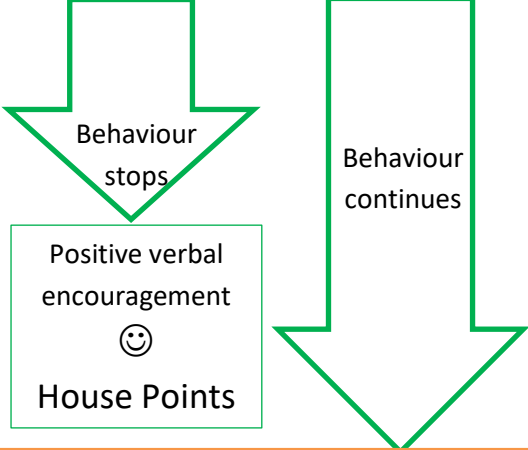 Behaviour
stops
Behaviour
continues
Positive verbal
encouragement
☺
House Points